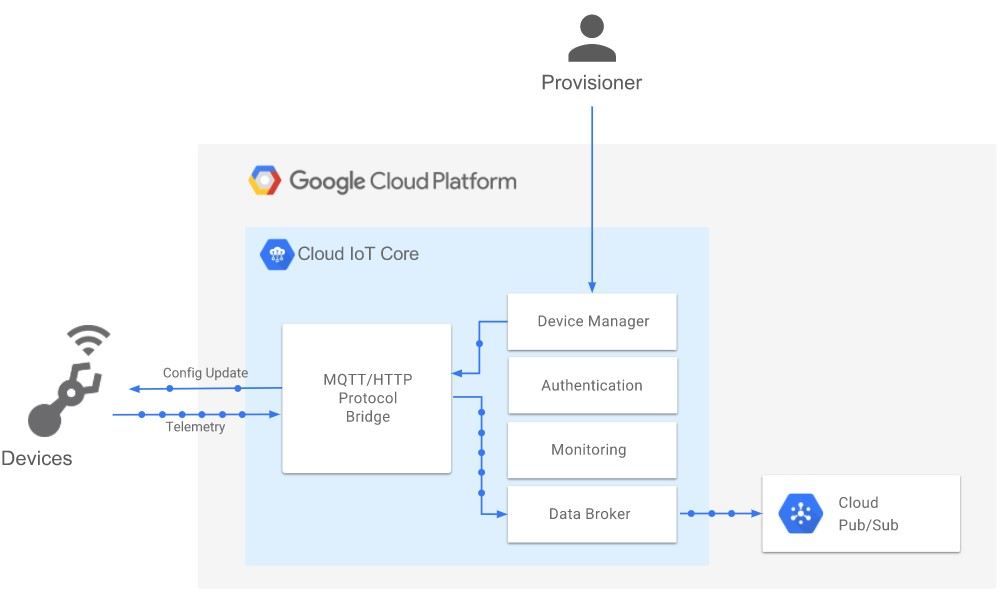 Provisioner
Google Cloud Platform
Cloud IoT Core
Device Manager
Config Update
MQTT/HTTP
Protocol
Bridge
Authentication
Telemetry
Devices
Monitoring
Data Broker
Cloud
Pub/Sub